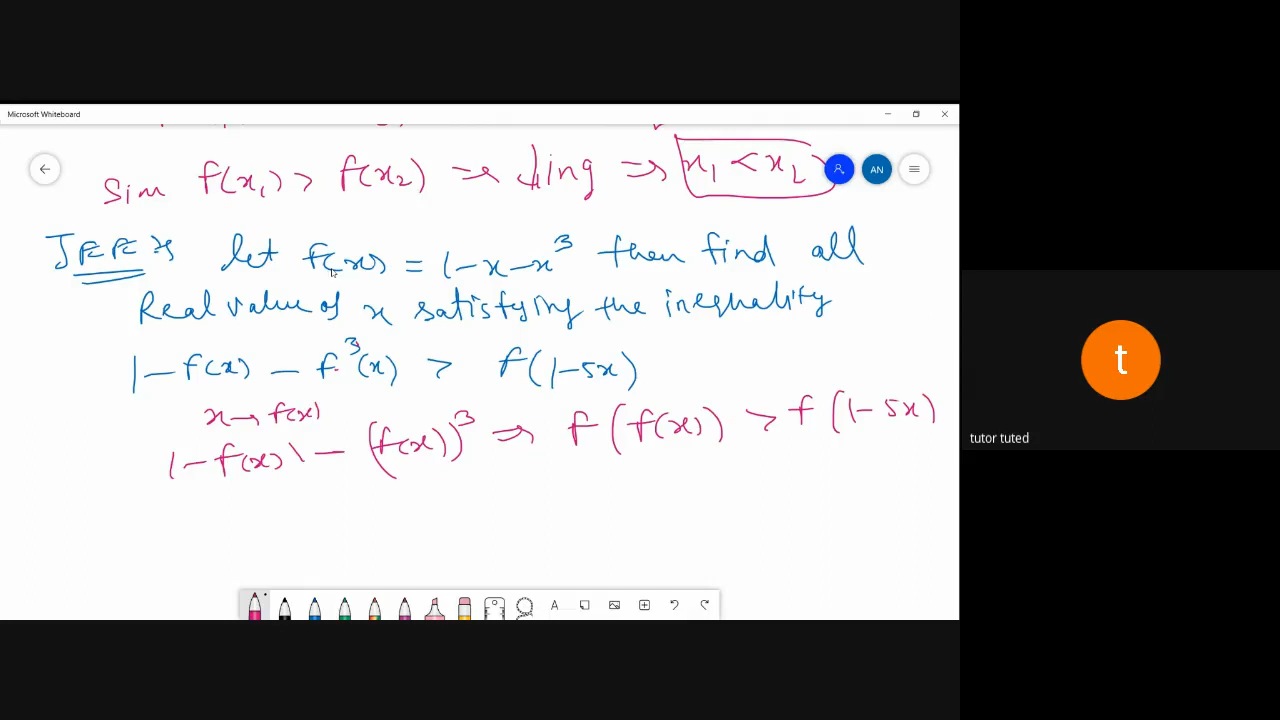 Microsoft Whiteboard
Sim f(x₁) > f(x₂) ⇒ ↓ing ⇒ x₁ < x₂
AN
JEE → let f(x) = 1-x-x³ then find all
Real value of x satisfying the inequality
1-f(x) - f³(x) > f(1-5x)
x→f(x)
1-f(x) - (f(x))³ ⇒ f(f(x)) > f(1-5x)
t
tutor tuted
A